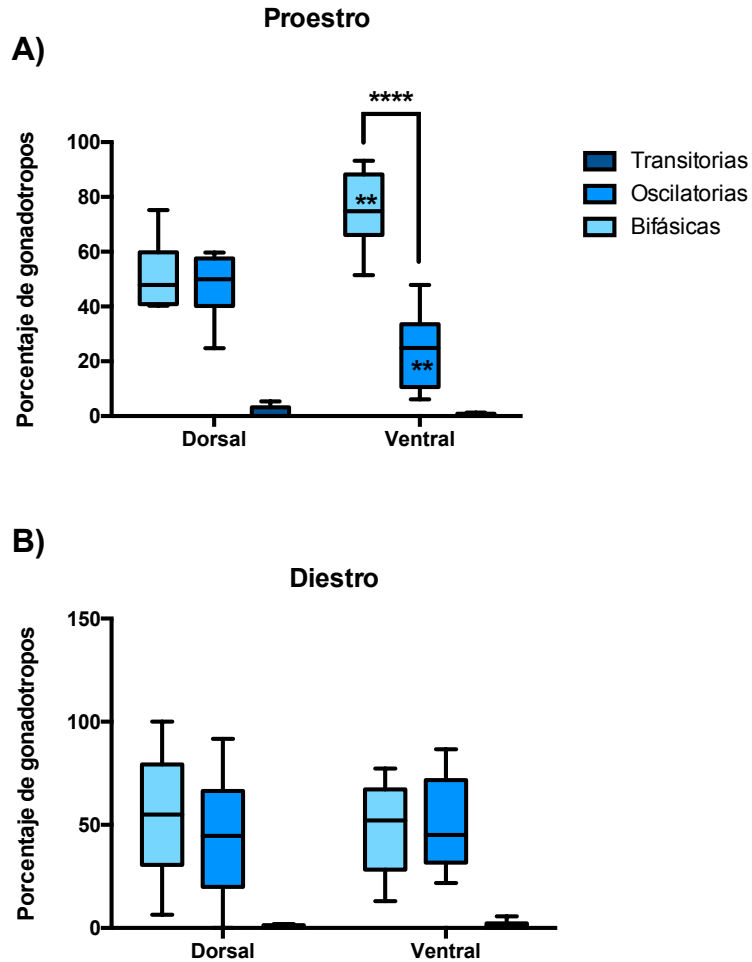 Proestro
A)
****
100
80
60
40
20
0
Porcentaje de gonadotropos
**
**
Dorsal
Ventral
Transitorias
Oscilatorias
Bifásicas
B)
Diestro
150
100
50
0
Porcentaje de gonadotropos
Dorsal
Ventral